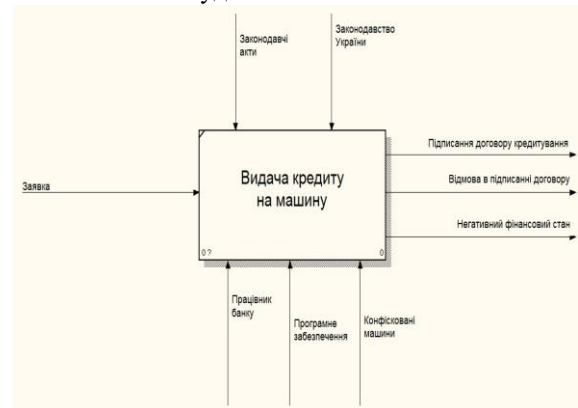 Законодавчі
акти
Законодавство
України
Підписання договору кредитування
Заявка
Видача кредиту
на машину
Відмова в підписанні договору
Негативний фінансовий стан
0 ?
0
Працівник
банку
Програмне
забезпечення
Конфісковані
машини